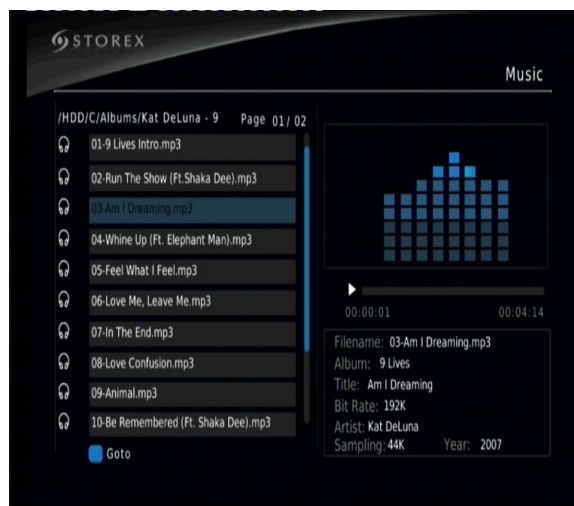 STOREX
Music
/HDD/C/Albums/Kat DeLuna - 9 Page 01/02
01-9 Lives Intro.mp3
02-Run The Show (Ft.Shaka Dee).mp3
03-Am I Dreaming.mp3
04-Whine Up (Ft. Elephant Man).mp3
05-Feel What I Feel.mp3
06-Love Me, Leave Me.mp3
07-In The End.mp3
08-Love Confusion.mp3
09-Animal.mp3
10-Be Remembered (Ft. Shaka Dee).mp3
Goto
00:00:01 00:04:14
Filename: 03-Am I Dreaming.mp3
Album: 9 Lives
Title: Am I Dreaming
Bit Rate: 192K
Artist: Kat DeLuna
Sampling: 44K Year: 2007